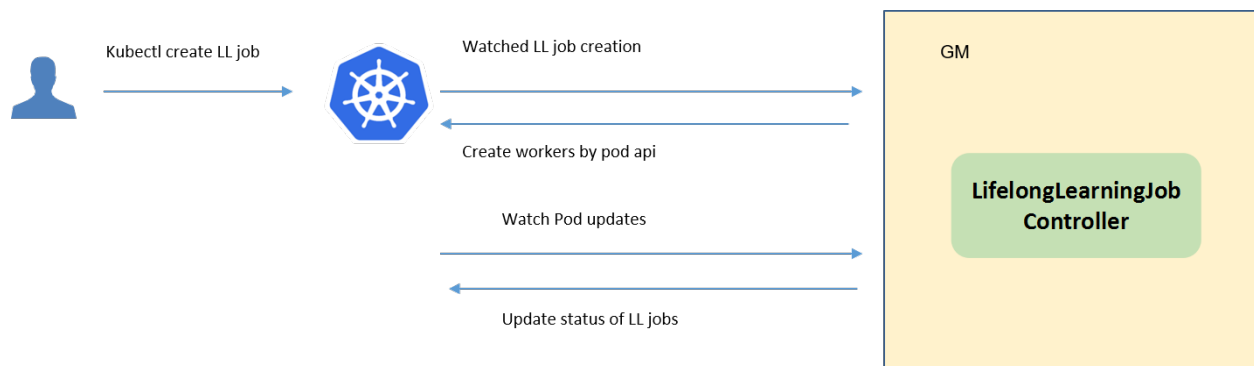 Kubectl create LL job
Watched LL job creation
GM
Create workers by pod api
LifelongLearningJob
Controller
Watch Pod updates
Update status of LL jobs